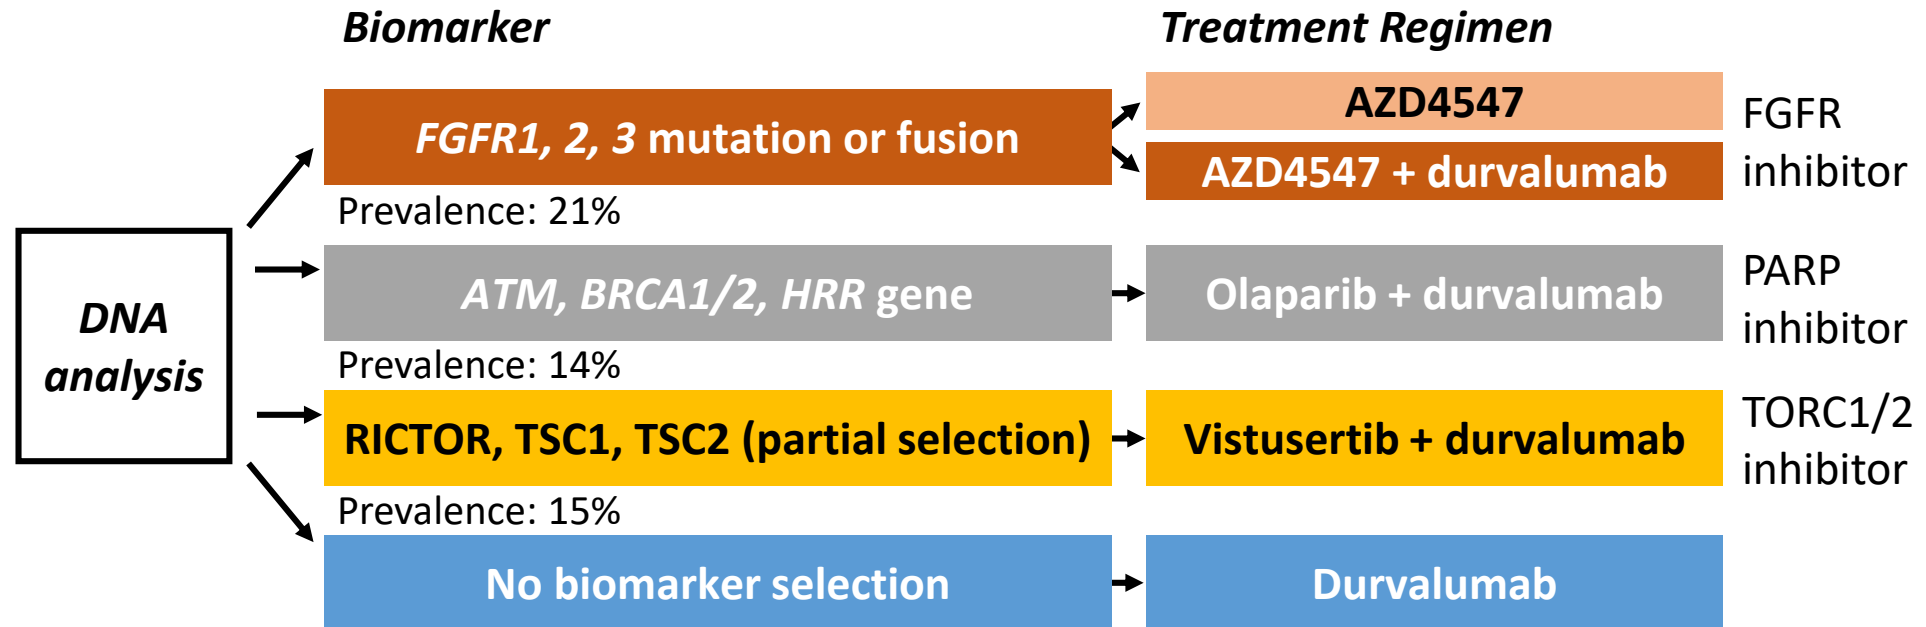 Biomarker
Treatment Regimen
DNA
analysis
FGFR1, 2, 3 mutation or fusion
Prevalence: 21%
AZD4547
AZD4547 + durvalumab
FGFR
inhibitor
ATM, BRCA1/2, HRR gene
Prevalence: 14%
Olaparib + durvalumab
PARP
inhibitor
RICTOR, TSC1, TSC2 (partial selection)
Prevalence: 15%
Vistusertib + durvalumab
TORC1/2
inhibitor
No biomarker selection
Durvalumab